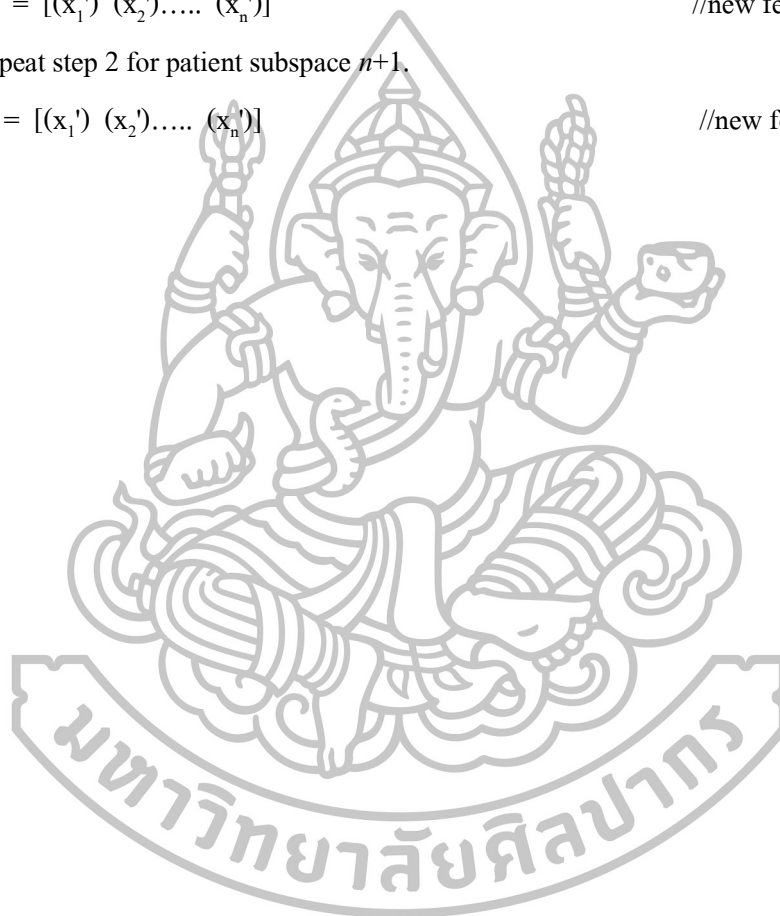 = [(x₁') (x₂')….. (xₙ')] //new fe
peat step 2 for patient subspace n+1.
= [(x₁') (x₂')….. (xₙ')] //new fe
มหาวิทยาลัยศิลปากร